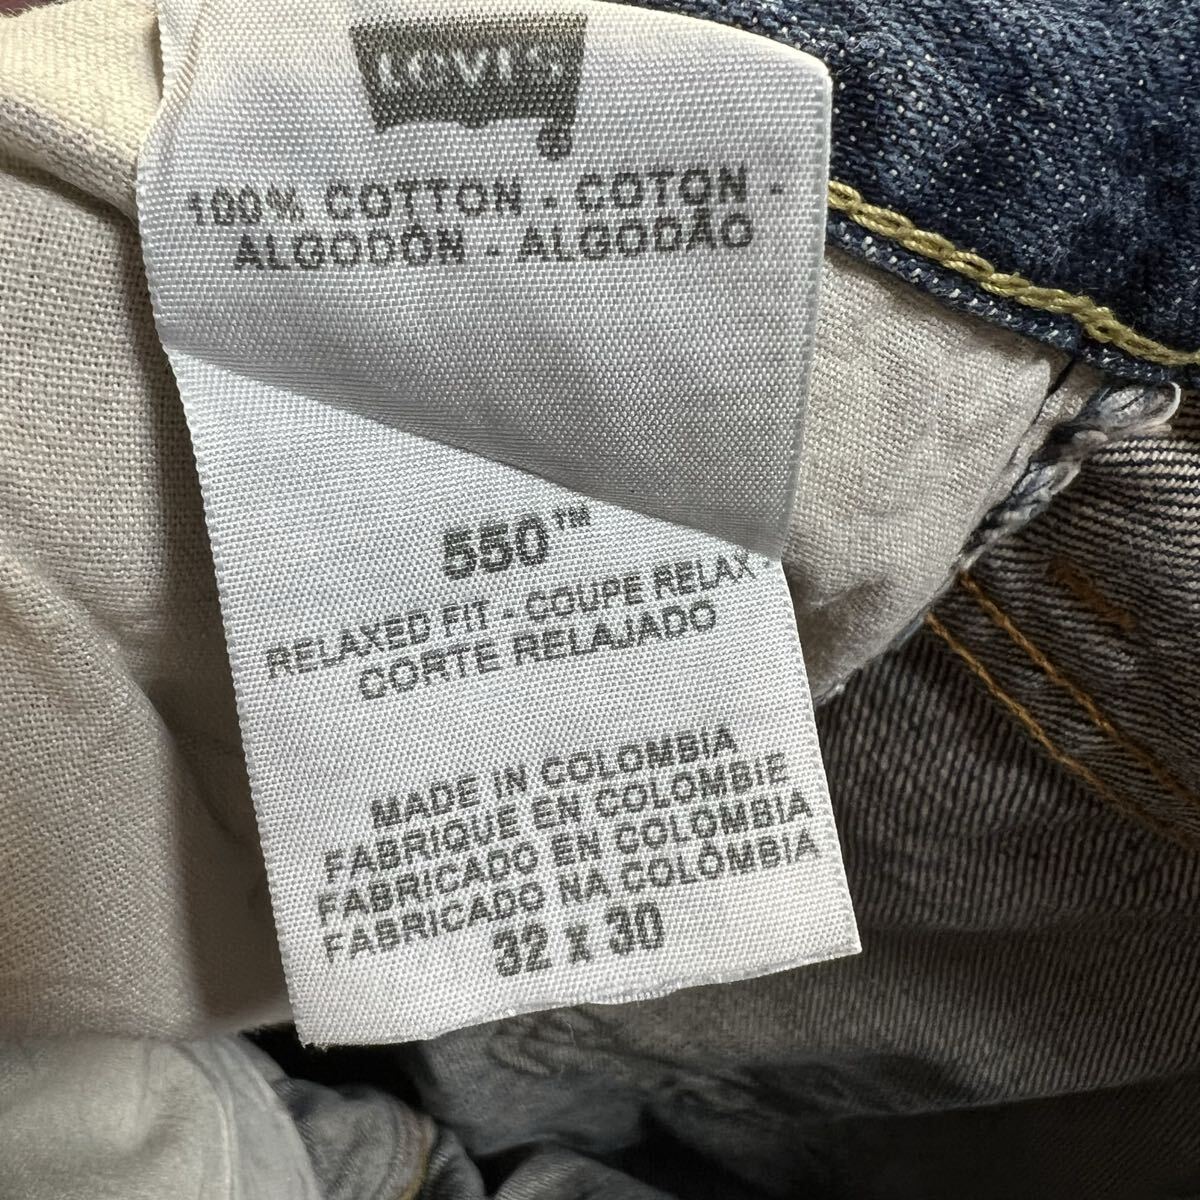 LEVI'S
100% COTTON - COTON -
ALGODÓN - ALGODÃO
550™
RELAXED FIT - COUPE RELAX -
CORTE RELAJADO
MADE IN COLOMBIA
FABRIQUE EN COLOMBIE
FABRICADO EN COLOMBIA
FABRICADO NA COLÔMBIA
32 X 30